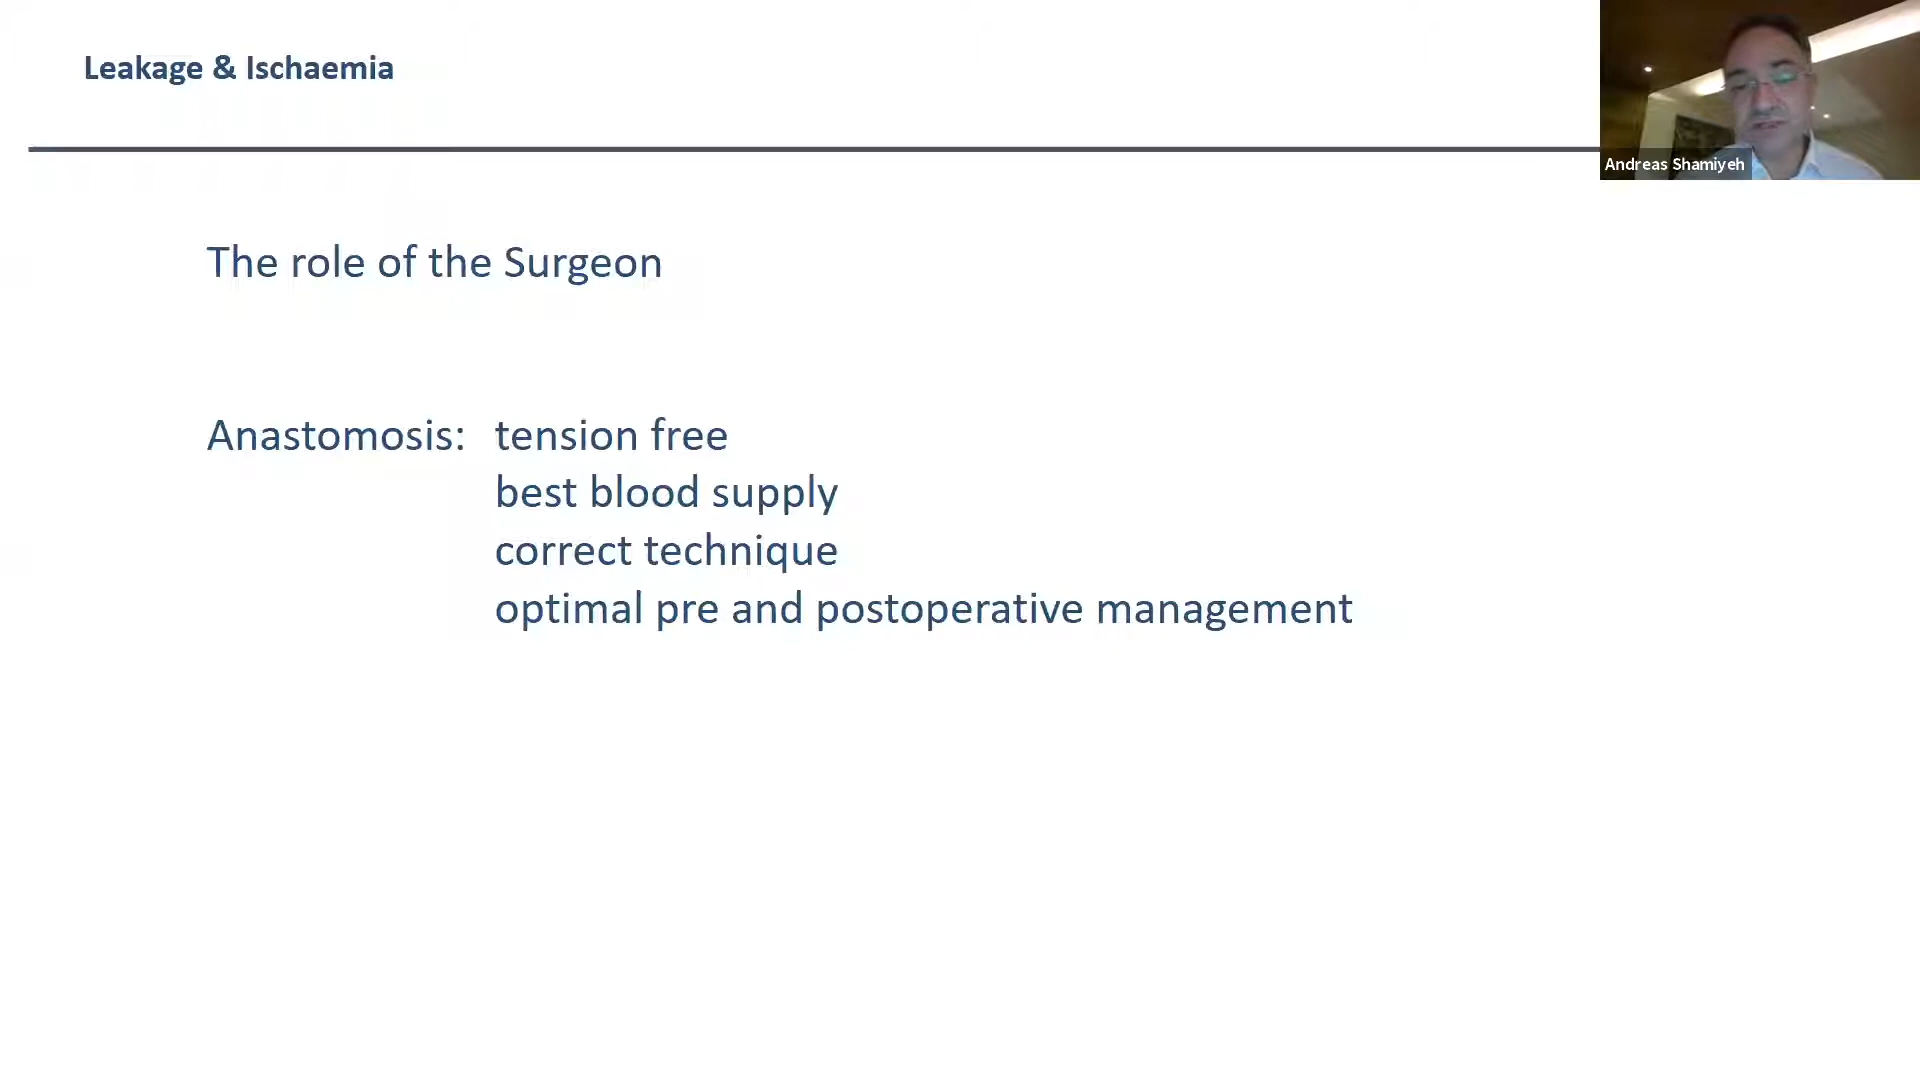 Leakage & Ischaemia
Andreas Shamiyeh
The role of the Surgeon
Anastomosis: tension free
best blood supply
correct technique
optimal pre and postoperative management